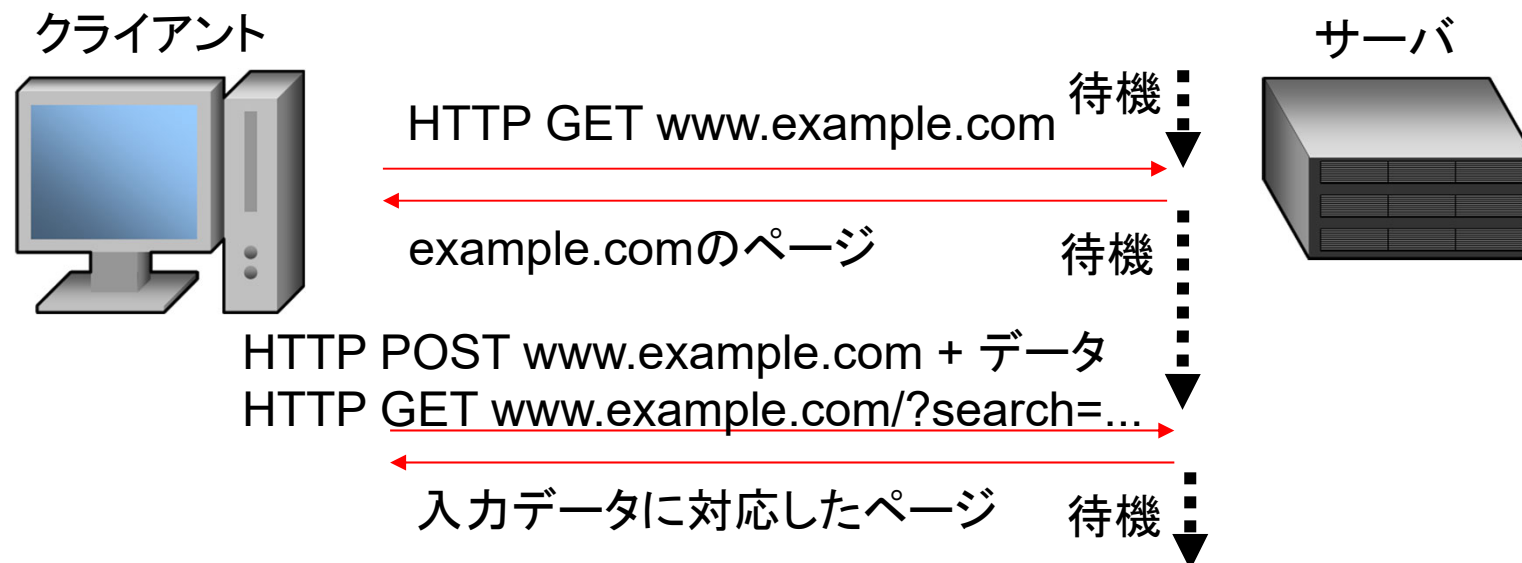 クライアント
サーバ
待機
HTTP GET www.example.com
example.comのページ
待機
HTTP POST www.example.com + データ
HTTP GET www.example.com/?search=...
入力データに対応したページ
待機